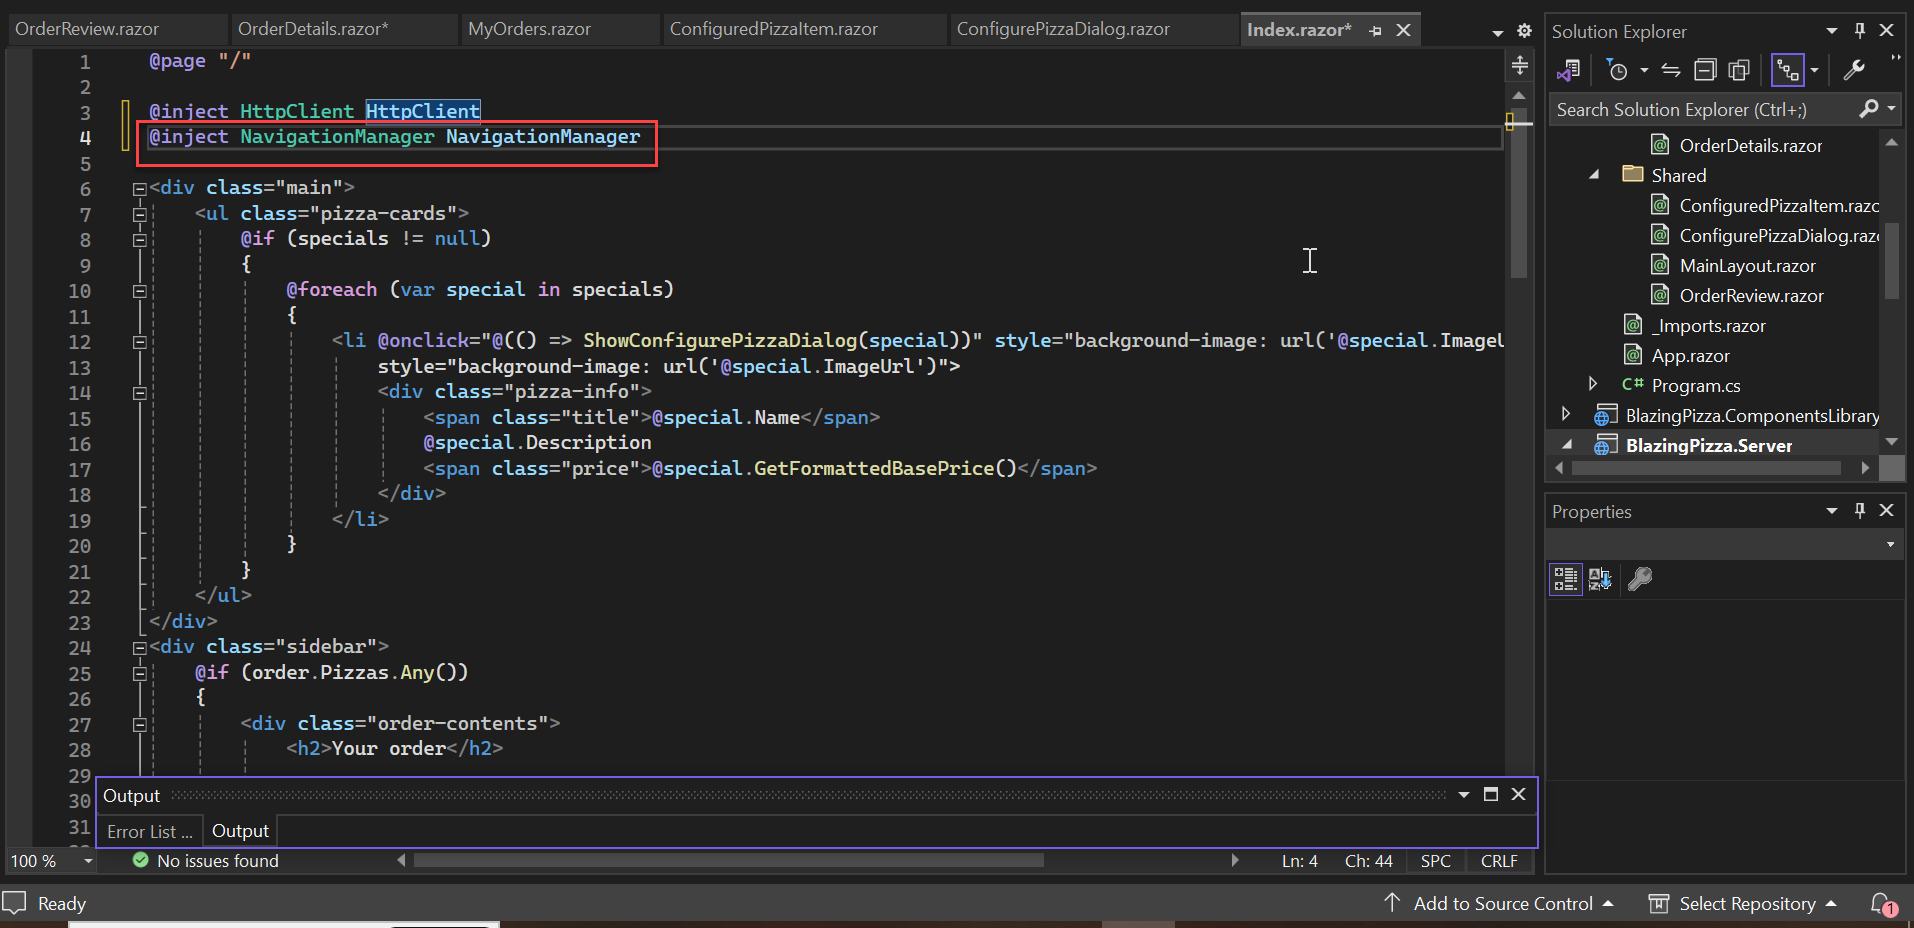 OrderReview.razor
OrderDetails.razor*
MyOrders.razor
ConfiguredPizzaItem.razor
ConfigurePizzaDialog.razor
Index.razor*
1 @page "/"
2
3 @inject HttpClient HttpClient
4 @inject NavigationManager NavigationManager
5
6 <div class="main">
7 <ul class="pizza-cards">
8 @if (specials != null)
9 {
10 @foreach (var special in specials)
11 {
12 <li @onclick="@(() => ShowConfigurePizzaDialog(special))" style="background-image: url('@special.ImageU
13 style="background-image: url('@special.ImageUrl')">
14 <div class="pizza-info">
15 <span class="title">@special.Name</span>
16 @special.Description
17 <span class="price">@special.GetFormattedBasePrice()</span>
18 </div>
19 </li>
20 }
21 }
22 </ul>
23 </div>
24 <div class="sidebar">
25 @if (order.Pizzas.Any())
26 {
27 <div class="order-contents">
28 <h2>Your order</h2>
29
30
31
Output
Error List ...
Output
100 %
No issues found
Ln: 4
Ch: 44
SPC
CRLF
Solution Explorer
Search Solution Explorer (Ctrl+;)
OrderDetails.razor
Shared
ConfiguredPizzaItem.razo
ConfigurePizzaDialog.razo
MainLayout.razor
OrderReview.razor
_Imports.razor
App.razor
C# Program.cs
BlazingPizza.ComponentsLibrary
BlazingPizza.Server
Properties
Ready
Add to Source Control
Select Repository
1